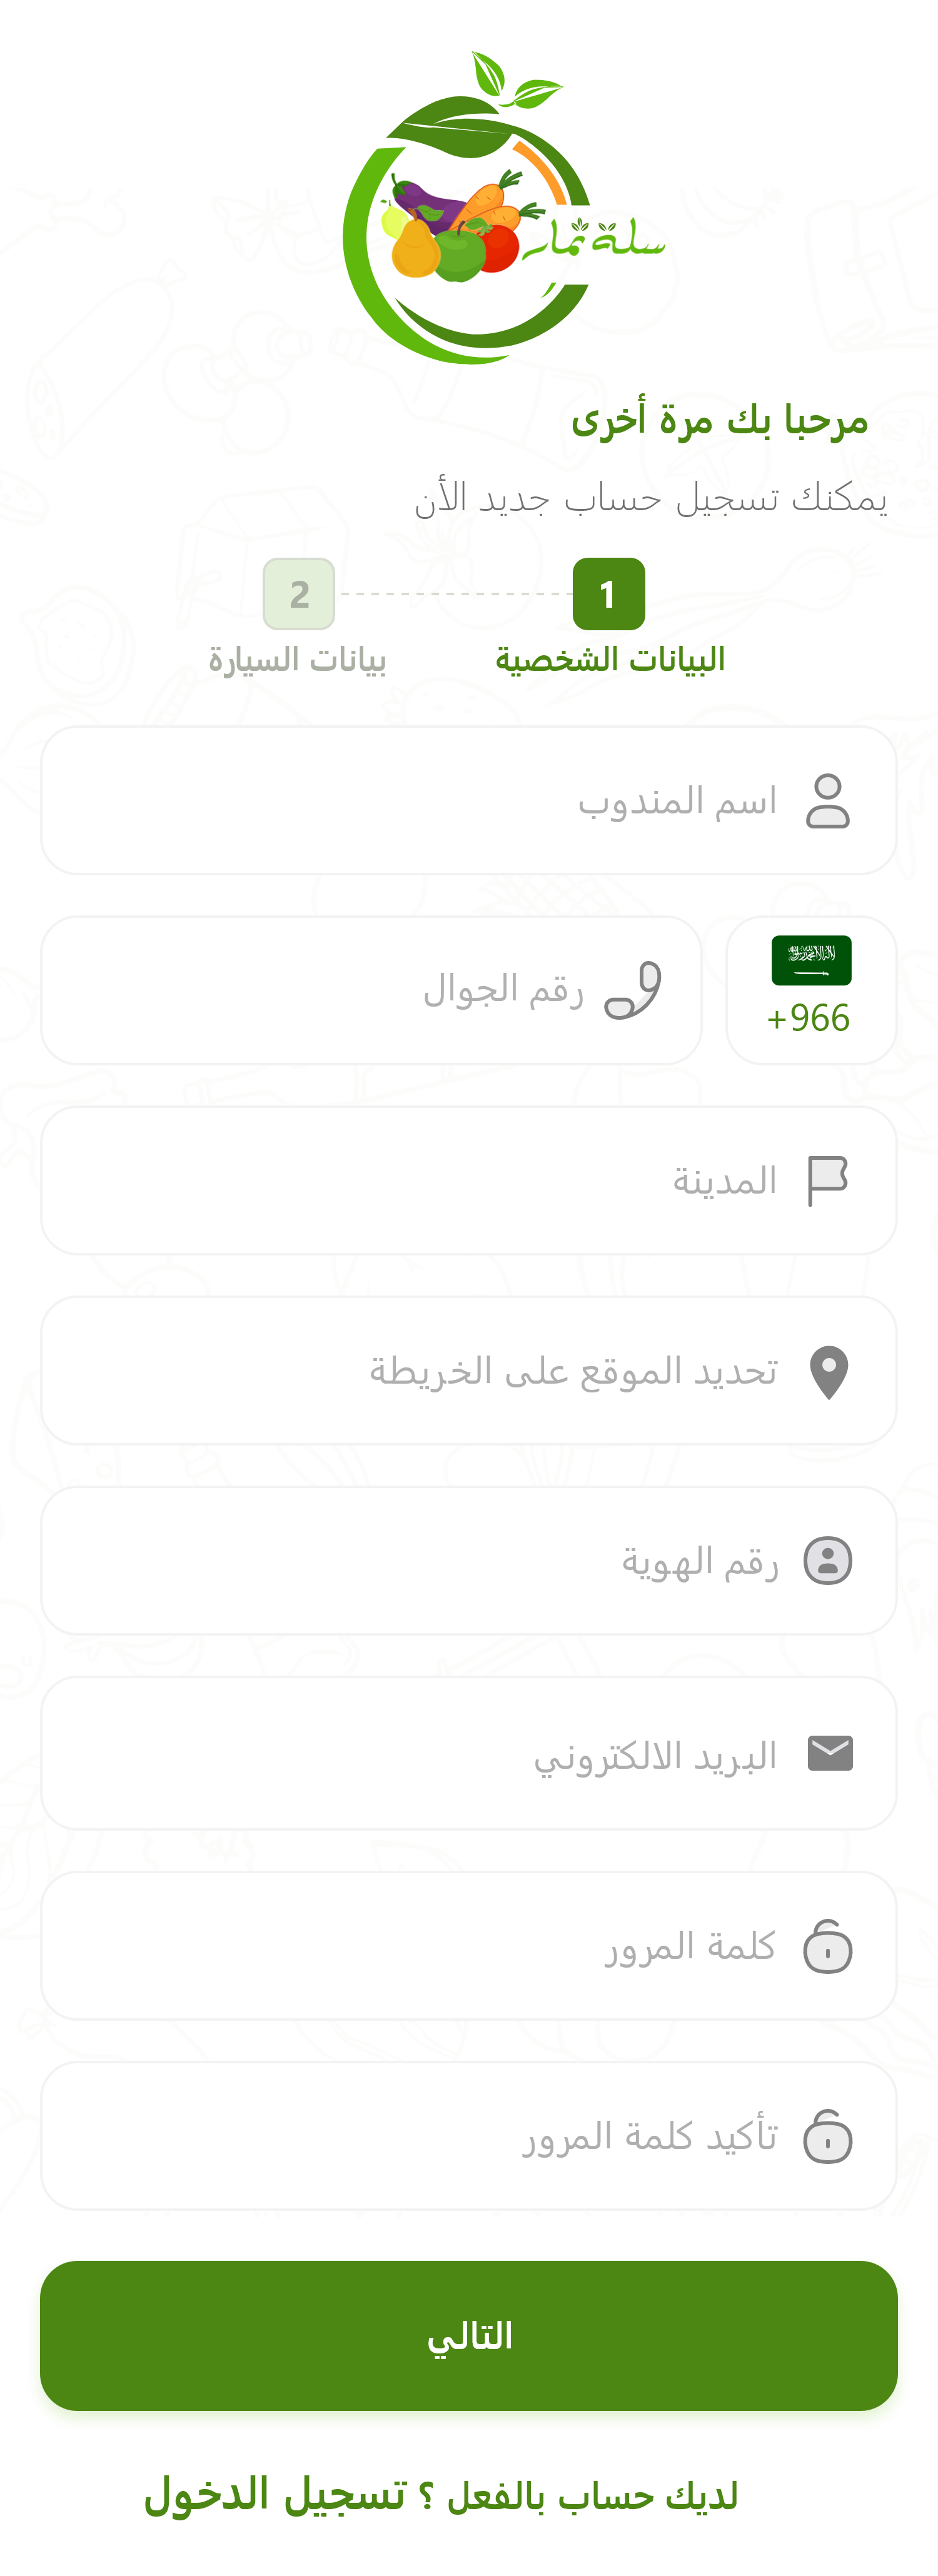 سلة ثمار
مرحبا بك مرة أخرى
يمكنك تسجيل حساب جديد الأن
1
2
البيانات الشخصية
بيانات السيارة
اسم المندوب
+966
رقم الجوال
المدينة
تحديد الموقع على الخريطة
رقم الهوية
البريد الالكتروني
كلمة المرور
تأكيد كلمة المرور
التالي
لديك حساب بالفعل ؟ تسجيل الدخول